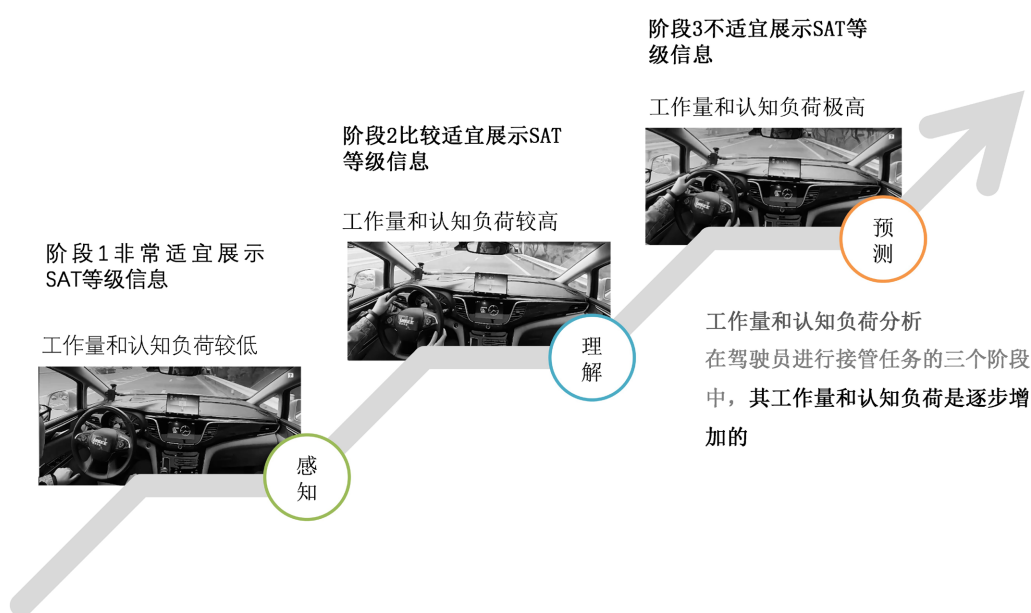 阶段3不适宜展示SAT等
级信息
工作量和认知负荷极高
阶段2比较适宜展示SAT
等级信息
工作量和认知负荷较高
阶段1非常适宜展示
SAT等级信息
工作量和认知负荷较低
预
测
理
解
感
知
工作量和认知负荷分析
在驾驶员进行接管任务的三个阶段
中，其工作量和认知负荷是逐步增
加的